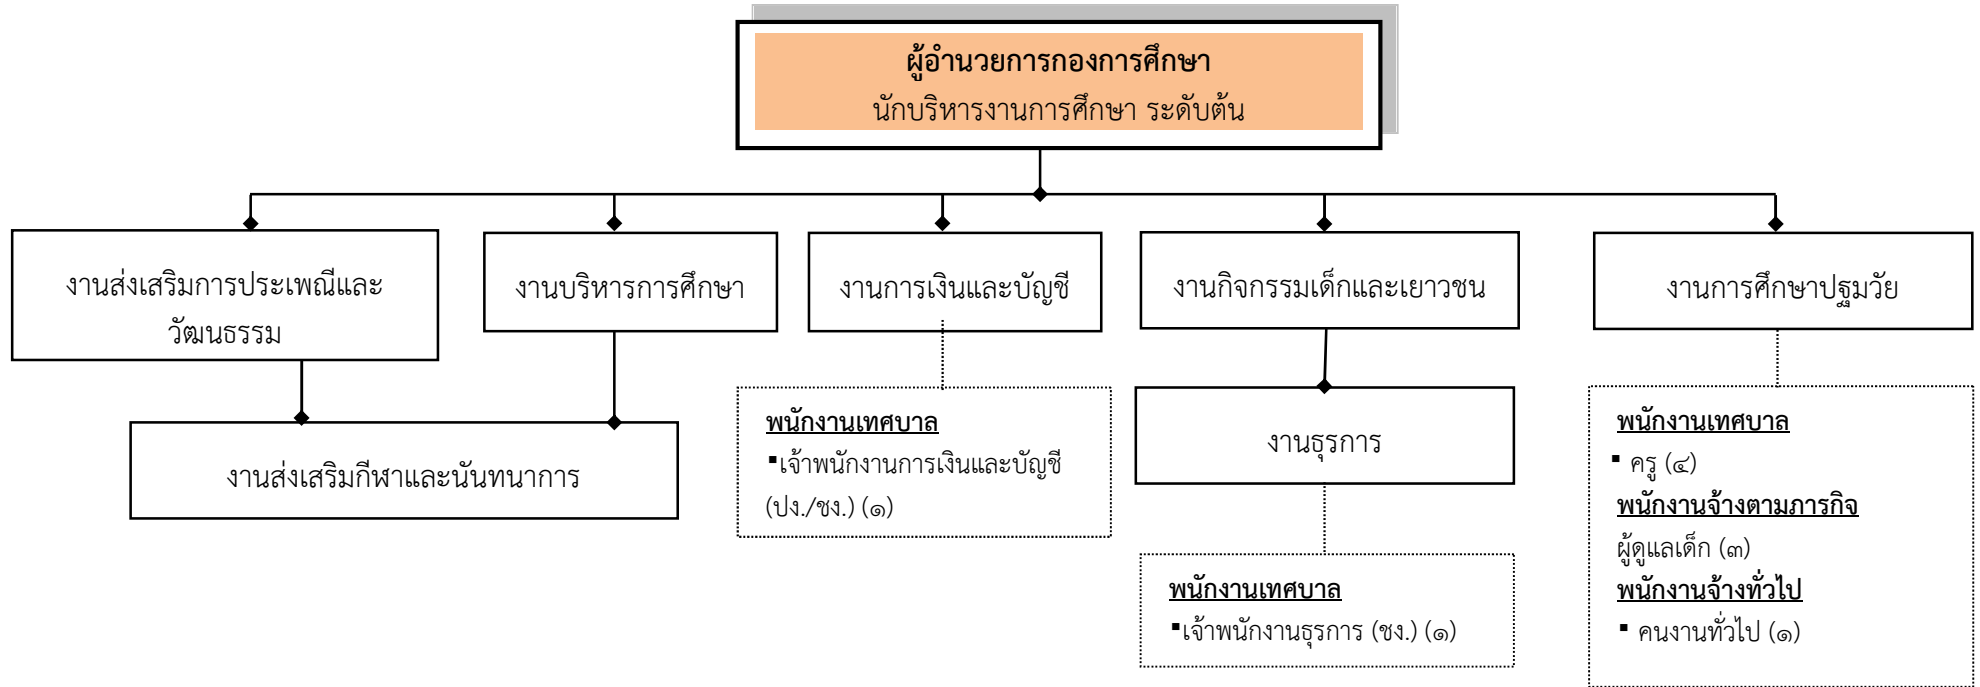 ผู้อำนวยการกองการศึกษา
นักบริหารงานการศึกษา ระดับต้น
งานส่งเสริมการประเพณีและ
วัฒนธรรม
งานบริหารการศึกษา
งานการเงินและบัญชี
งานกิจกรรมเด็กและเยาวชน
งานการศึกษาปฐมวัย
งานส่งเสริมกีฬาและนันทนาการ
พนักงานเทศบาล
▪เจ้าพนักงานการเงินและบัญชี
(ปง./ชง.) (๑)
งานธุรการ
พนักงานเทศบาล
▪เจ้าพนักงานธุรการ (ชง.) (๑)
พนักงานเทศบาล
▪ ครู (๔)
พนักงานจ้างตามภารกิจ
ผู้ดูแลเด็ก (๓)
พนักงานจ้างทั่วไป
▪ คนงานทั่วไป (๑)